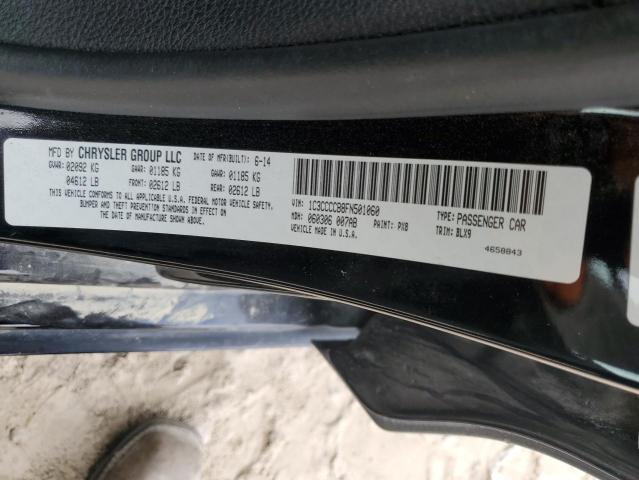 MFD BY CHRYSLER GROUP LLC DATE OF MFR(BUILT): 6-14
GVWR: 02092 KG GAWR: 01185 KG GAWR: 01185 KG
04612 LB FRONT: 02612 LB REAR: 02612 LB
THIS VEHICLE CONFORMS TO ALL APPLICABLE
U.S.A. FEDERAL MOTOR VEHICLE SAFETY,
BUMPER AND THEFT PREVENTION STANDARDS IN EFFECT ON
THE DATE OF MANUFACTURE SHOWN ABOVE.
VIN: 1C3CCCCB8FN501060 TYPE: PASSENGER CAR
MDH: 060306 007AB PAINT: PX8 TRIM: BLX9
VEHICLE MADE IN U.S.A.
4658843